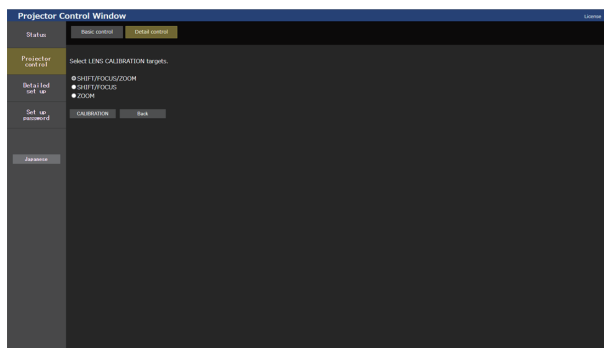 Projector Control Window
License
Status
Basic control
Detail control
Projector
control
Select LENS CALIBRATION targets.
SHIFT/FOCUS/ZOOM
Detailed
set up
SHIFT/FOCUS
ZOOM
Set up
password
CALIBRATION
Back
Japanese